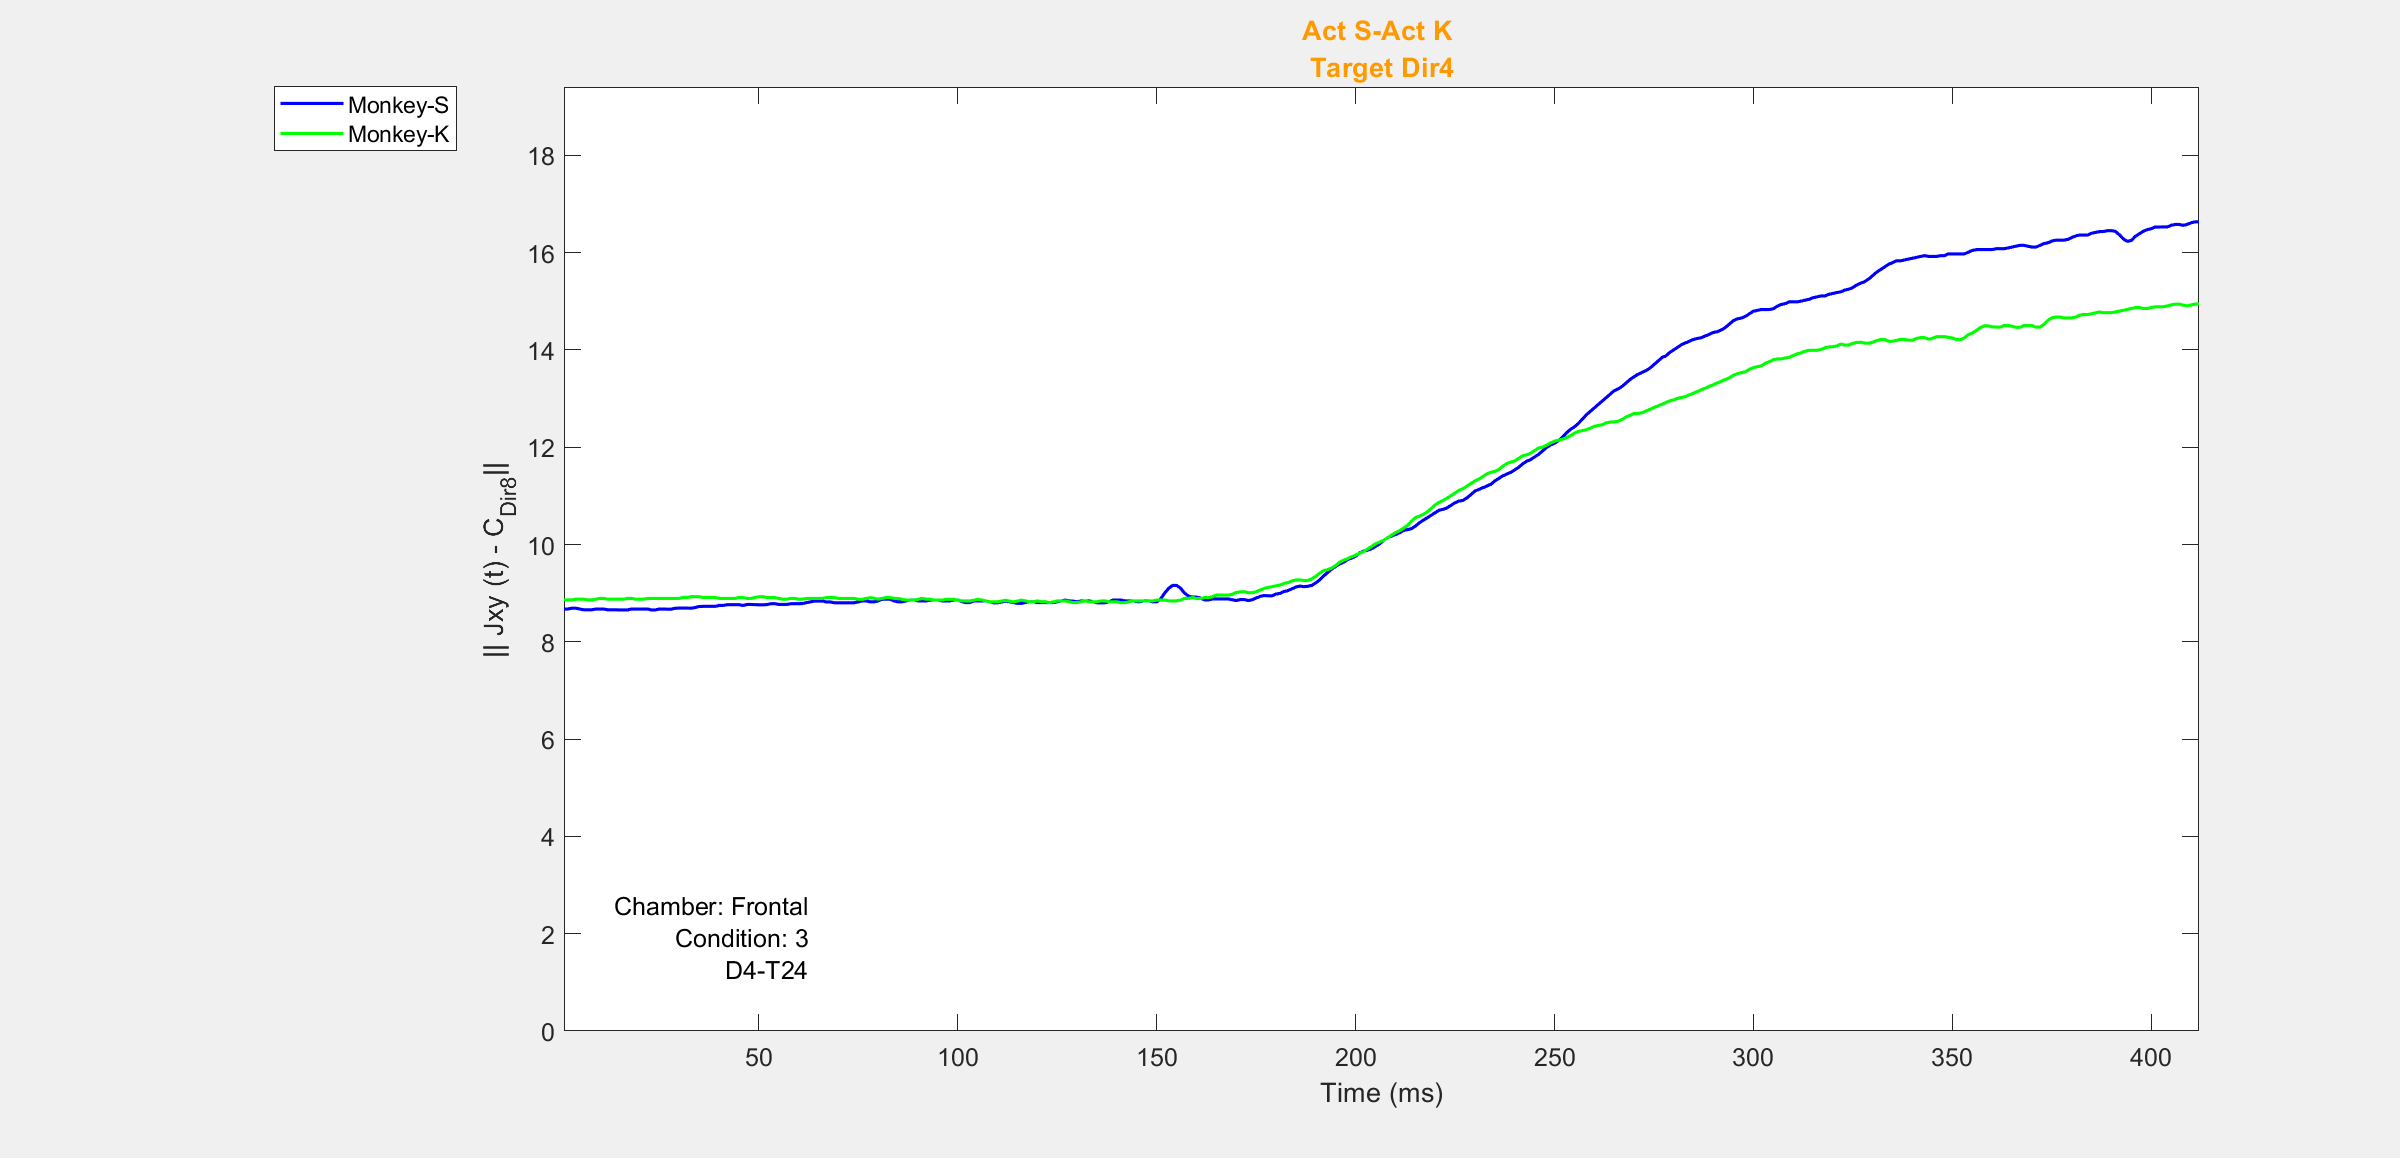 Act S-Act K
Target Dir4
Monkey-S
Monkey-K
18
16
14
12
10
8
6
4
2
0
|| Jxy (t) - C_Dir8||
Chamber: Frontal
Condition: 3
D4-T24
50 100 150 200 250 300 350 400
Time (ms)